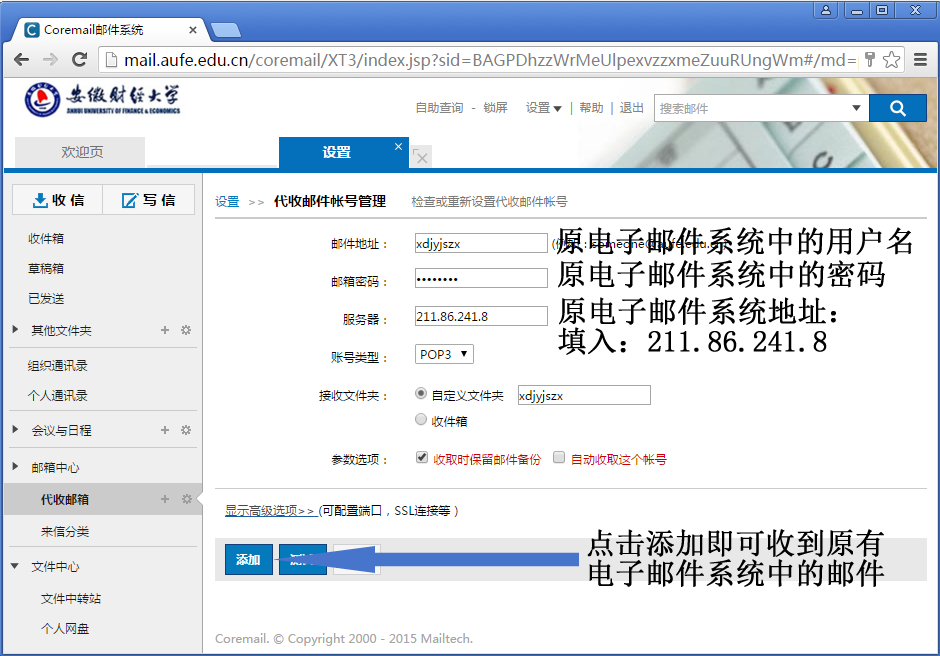 Coremail邮件系统
mail.aufe.edu.cn/coremail/XT3/index.jsp?sid=BAGPDhzzWrMeUlpexvzzxmeZuuRUngWm#/md=
安徽财经大学
ANHUI UNIVERSITY OF FINANCE & ECONOMICS
自助查询 - 锁屏 设置 | 帮助 | 退出
搜索邮件
欢迎页
设置
收信 写信
设置 >> 代收邮件帐号管理 检查或重新设置代收邮件帐号
收件箱
草稿箱
已发送
其他文件夹
组织通讯录
个人通讯录
会议与日程
邮箱中心
代收邮箱
来信分类
文件中心
文件中转站
个人网盘
邮件地址： xdjyjszx
原电子邮件系统中的用户名
邮箱密码： ••••••••
原电子邮件系统中的密码
服务器： 211.86.241.8
原电子邮件系统地址：
填入：211.86.241.8
账号类型： POP3
接收文件夹： 自定义文件夹 xdjyjszx
收件箱
参数选项： 收取时保留邮件备份 自动收取这个帐号
显示高级选项>> (可配置端口，SSL连接等)
添加
点击添加即可收到原有
电子邮件系统中的邮件
Coremail. © Copyright 2000 - 2015 Mailtech.